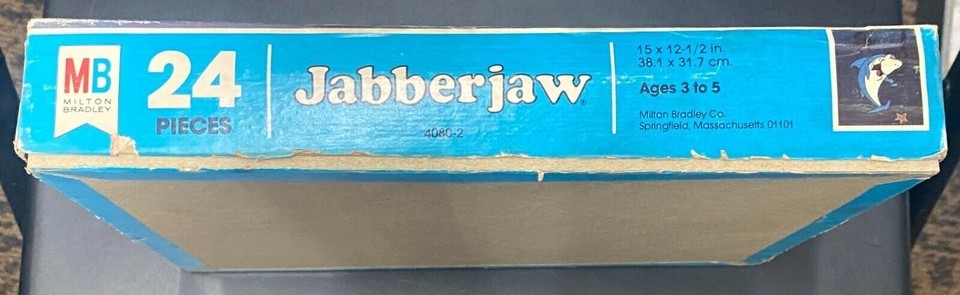 MB
MILTON
BRADLEY
24
PIECES
Jabberjaw®
4080-2
15 x 12-1/2 in.
38.1 x 31.7 cm.
Ages 3 to 5
Milton Bradley Co.
Springfield, Massachusetts 01101